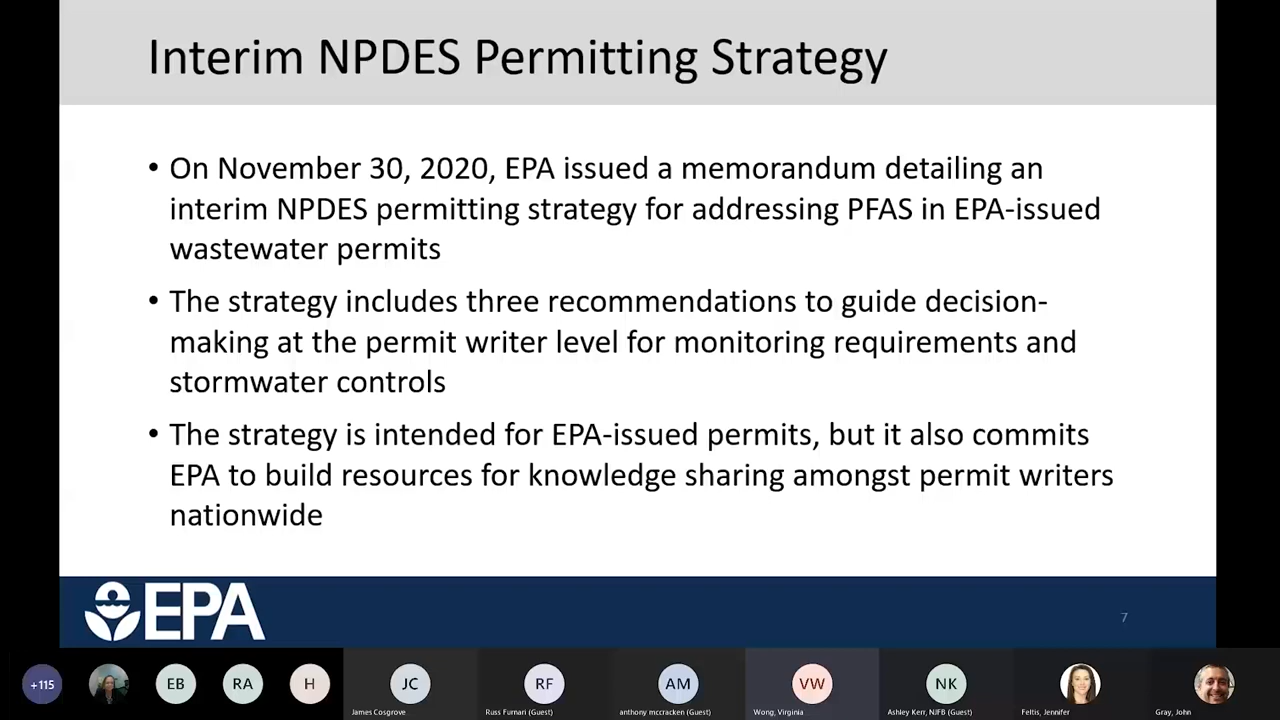 Interim NPDES Permitting Strategy
• On November 30, 2020, EPA issued a memorandum detailing an
interim NPDES permitting strategy for addressing PFAS in EPA-issued
wastewater permits
• The strategy includes three recommendations to guide decision-
making at the permit writer level for monitoring requirements and
stormwater controls
• The strategy is intended for EPA-issued permits, but it also commits
EPA to build resources for knowledge sharing amongst permit writers
nationwide
EPA
7
+115
EB
RA
H
JC
RF
AM
VW
NK
James Cosgrove
Russ Furnari (Guest)
anthony mccracken (Guest)
Wong, Virginia
Ashley Kerr, NJFB (Guest)
Feltis, Jennifer
Gray, John